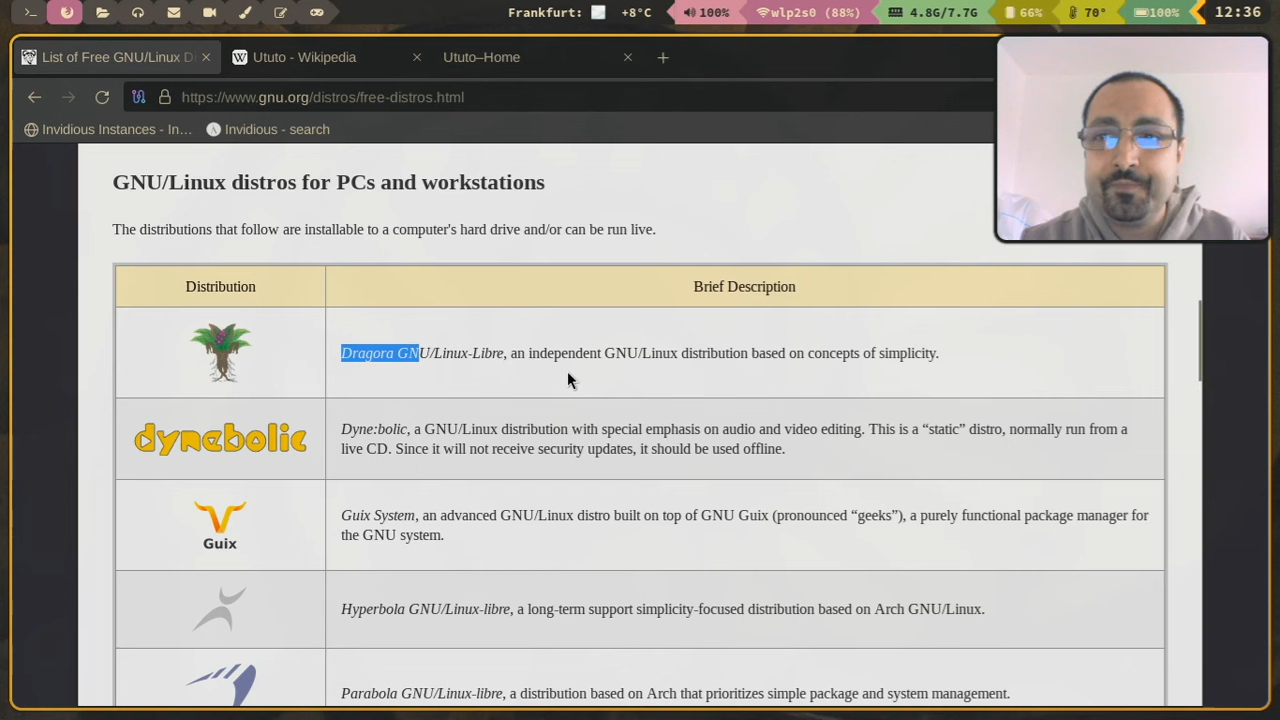 Frankfurt: +8°C 100% wlp2s0 (88%) 4.8G/7.7G 66% 70° 100% 12:36
List of Free GNU/Linux D Ututo - Wikipedia Ututo–Home
https://www.gnu.org/distros/free-distros.html
Invidious Instances - In… Invidious - search
GNU/Linux distros for PCs and workstations
The distributions that follow are installable to a computer's hard drive and/or can be run live.
Distribution Brief Description
Dragora GNU/Linux-Libre, an independent GNU/Linux distribution based on concepts of simplicity.
dynebolic
Dyne:bolic, a GNU/Linux distribution with special emphasis on audio and video editing. This is a “static” distro, normally run from a
live CD. Since it will not receive security updates, it should be used offline.
Guix
Guix System, an advanced GNU/Linux distro built on top of GNU Guix (pronounced “geeks”), a purely functional package manager for
the GNU system.
Hyperbola GNU/Linux-libre, a long-term support simplicity-focused distribution based on Arch GNU/Linux.
Parabola GNU/Linux-libre, a distribution based on Arch that prioritizes simple package and system management.